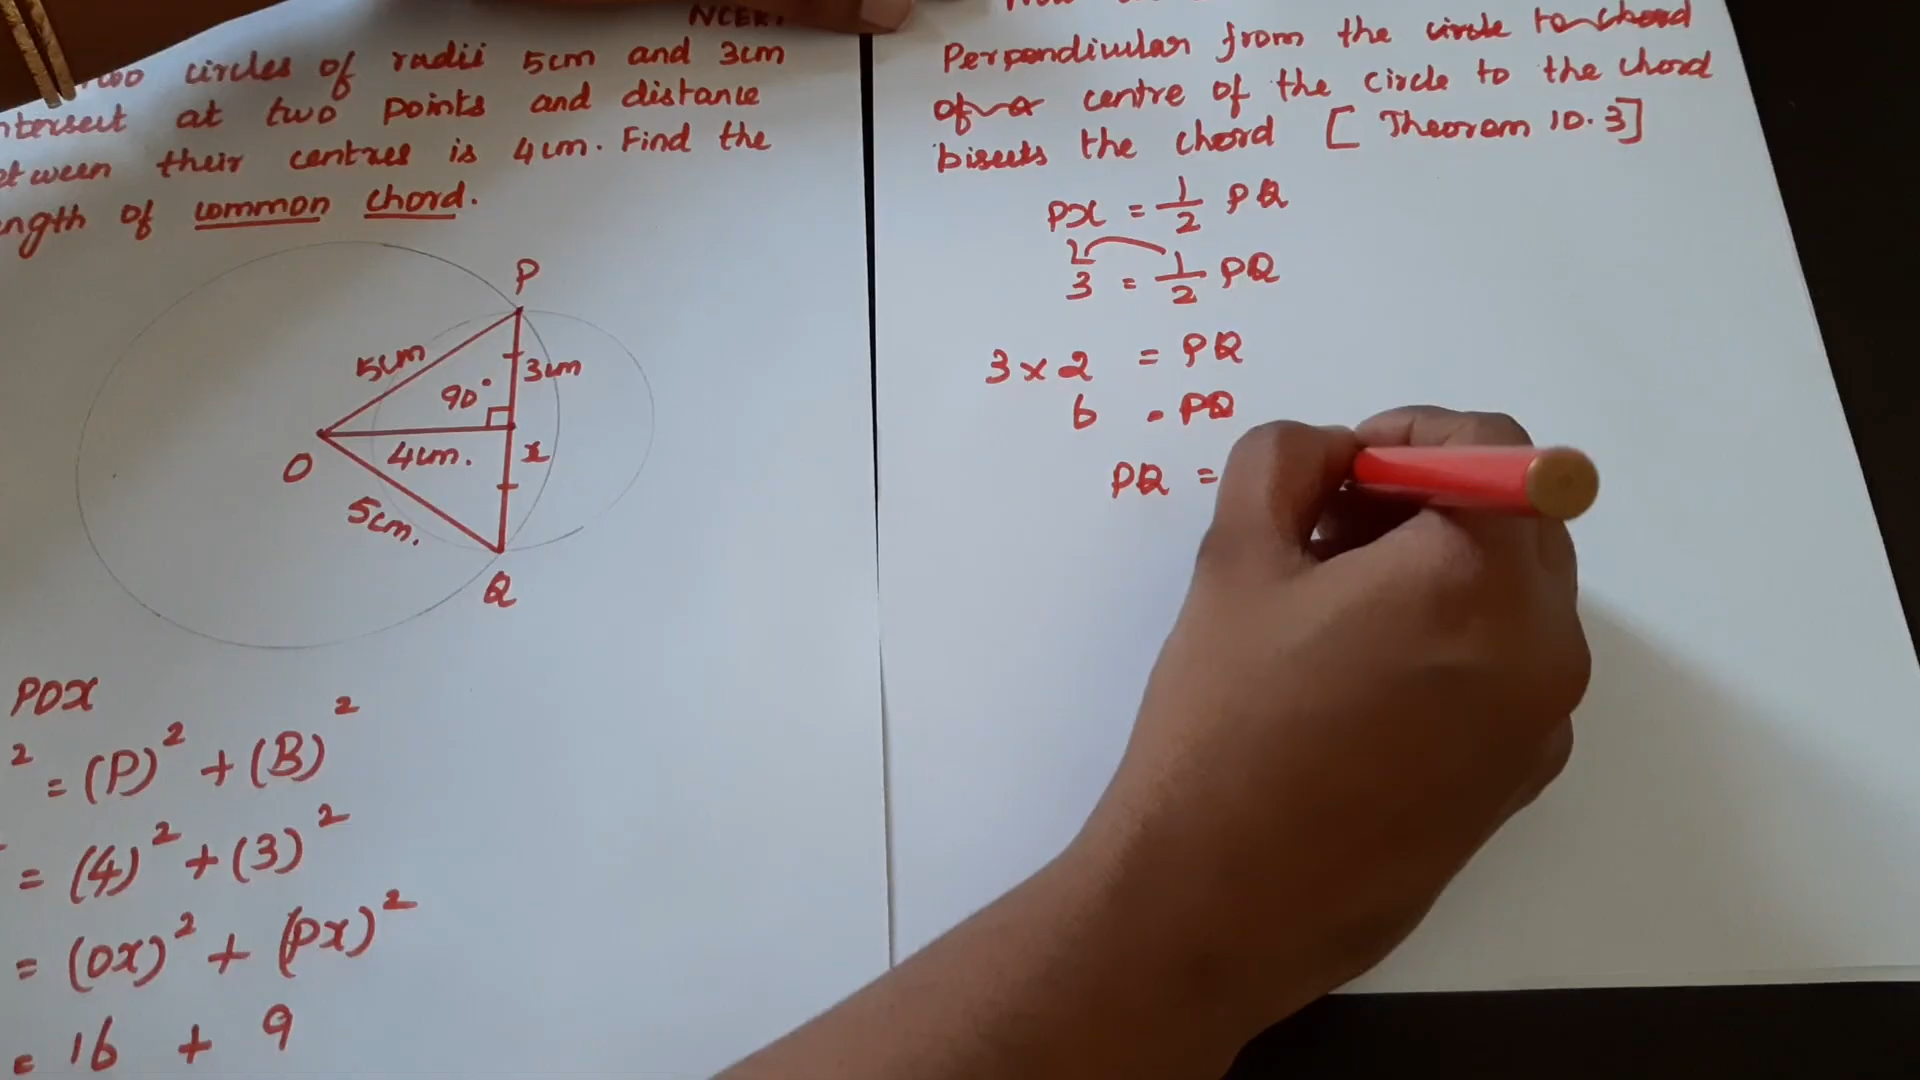 NCERT
two circles of radii 5cm and 3cm
ntersect at two points and distance
etween their centres is 4cm. Find the
ength of common chord.
P
5cm
3cm
90°
O
4cm.
x
5cm.
Q
POX
2 = (P)² + (B)²
= (4)² + (3)²
= (OX)² + (PX)²
= 16 + 9
Perpendicular from the circle to chord
of a centre of the circle to the chord
bisects the chord [Theorem 10.3]
PX = 1/2 PQ
3 = 1/2 PQ
3 x 2 = PQ
6 = PQ
PQ =